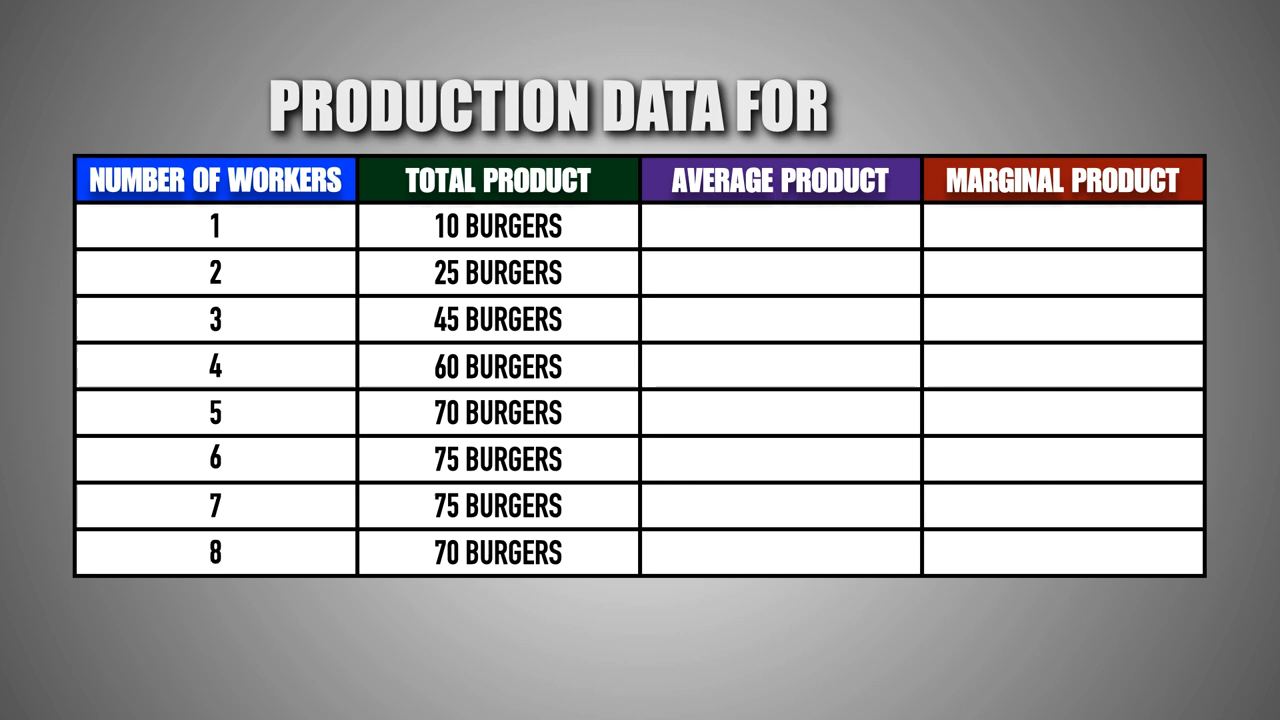 PRODUCTION DATA FOR
NUMBER OF WORKERS TOTAL PRODUCT AVERAGE PRODUCT MARGINAL PRODUCT
1 10 BURGERS
2 25 BURGERS
3 45 BURGERS
4 60 BURGERS
5 70 BURGERS
6 75 BURGERS
7 75 BURGERS
8 70 BURGERS